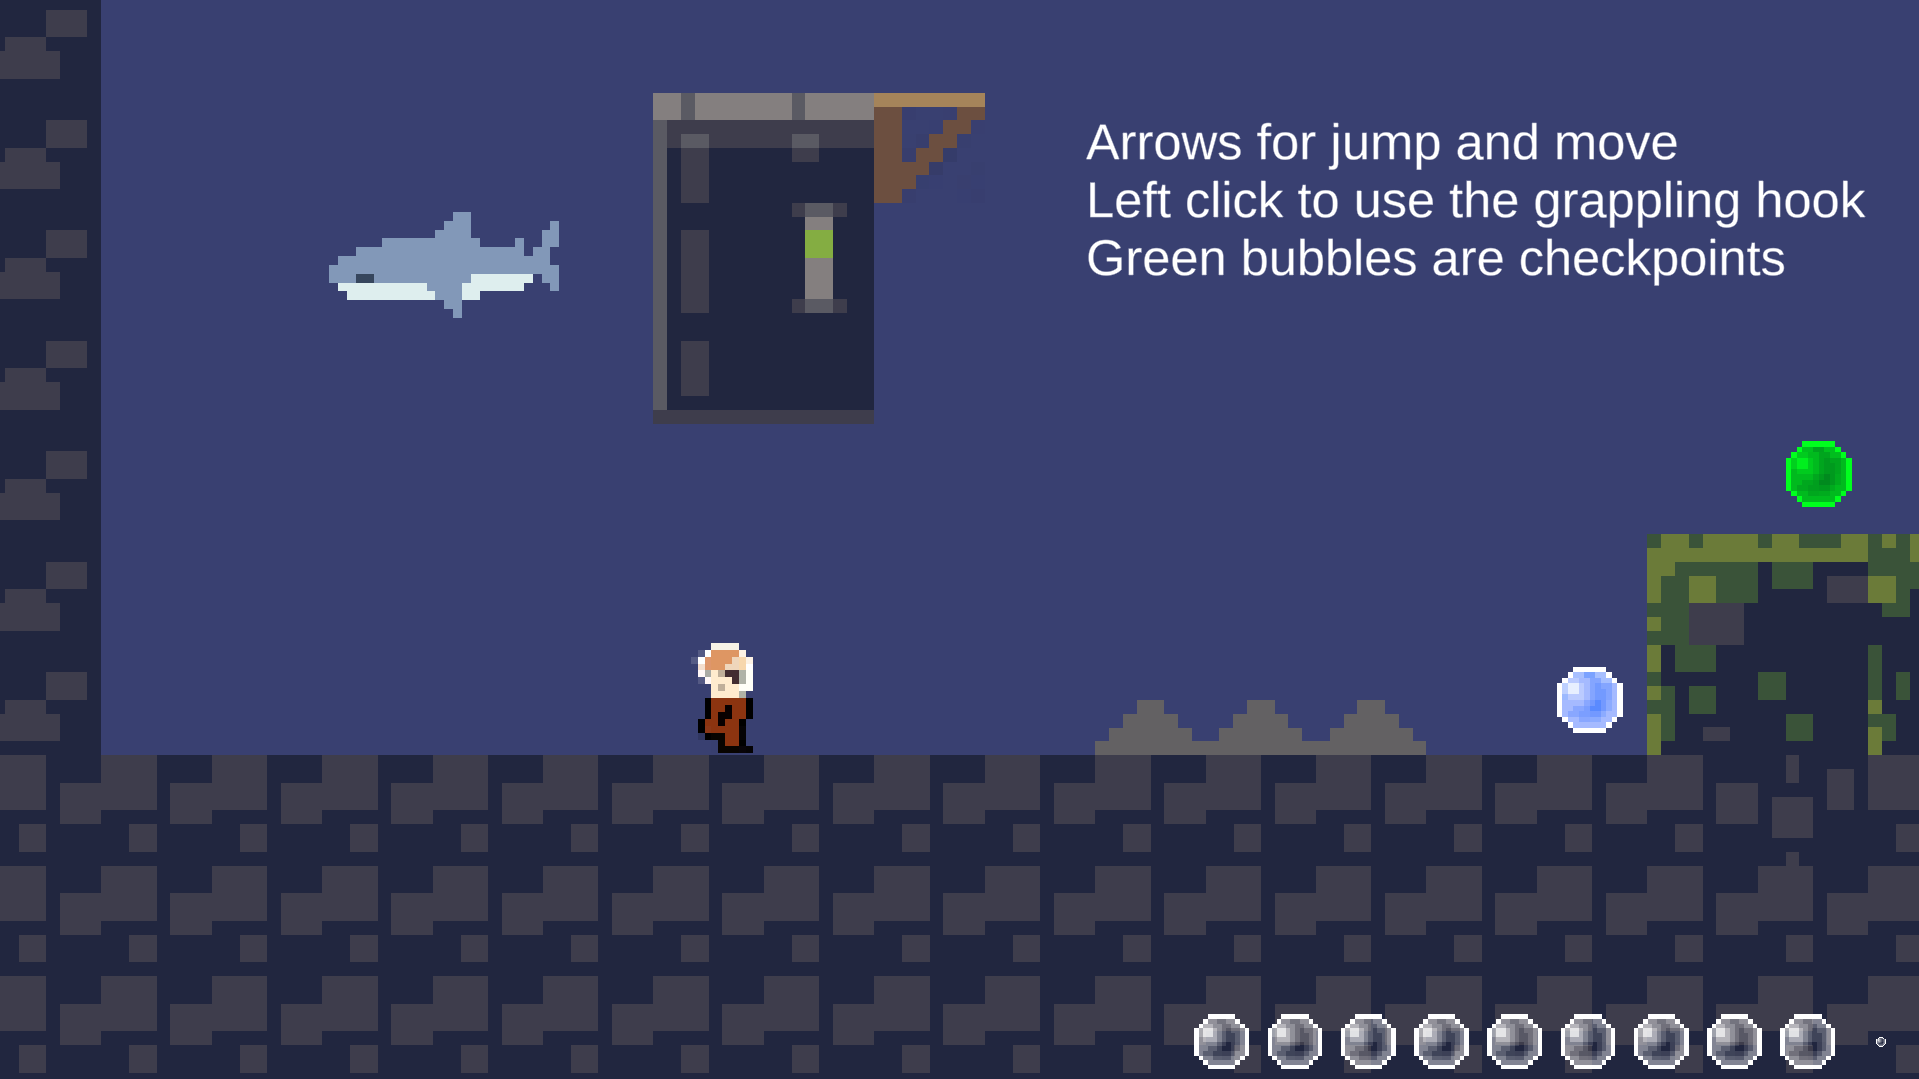 Arrows for jump and move
Left click to use the grappling hook
Green bubbles are checkpoints